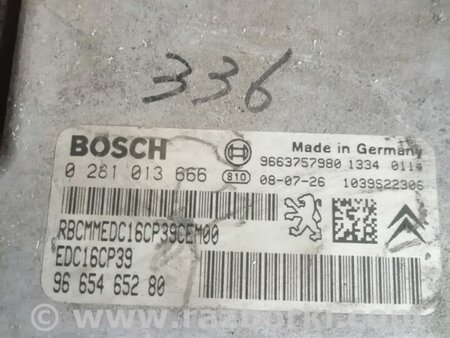 336
BOSCH
Made in Germany
0 281 013 666
9663757980 1334
810
08-07-26 1039S22306
RBCMMEDC16CP39CEM00
EDC16CP39
96 654 652 80